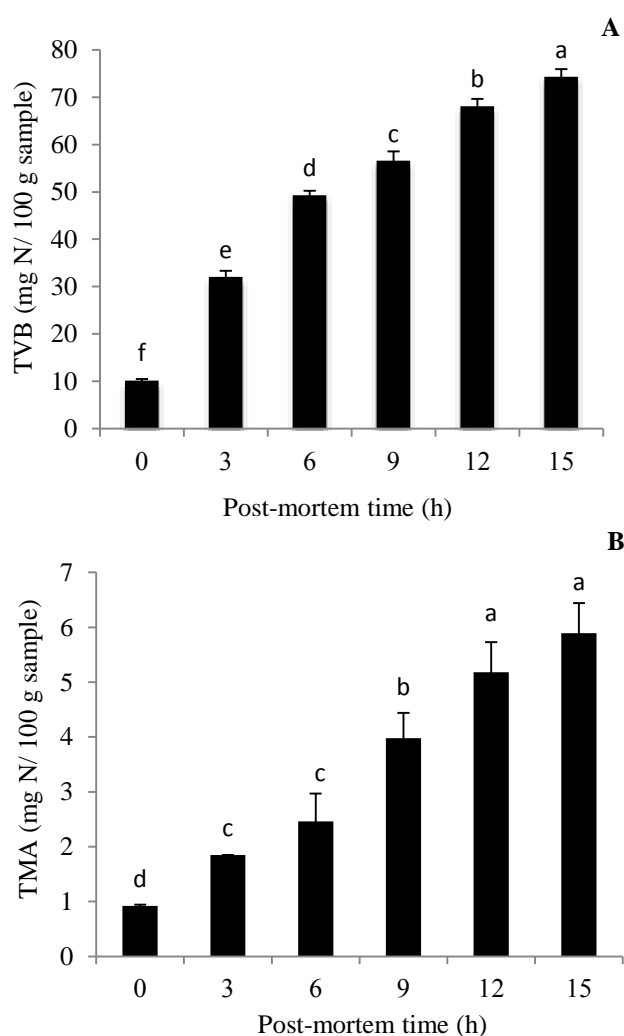 A
TVB (mg N/ 100 g sample)
80
70
60
50
40
30
20
10
0
f
e
d
c
b
a
0 3 6 9 12 15
Post-mortem time (h)
B
TMA (mg N/ 100 g sample)
7
6
5
4
3
2
1
0
d
c
c
b
a
a
0 3 6 9 12 15
Post-mortem time (h)